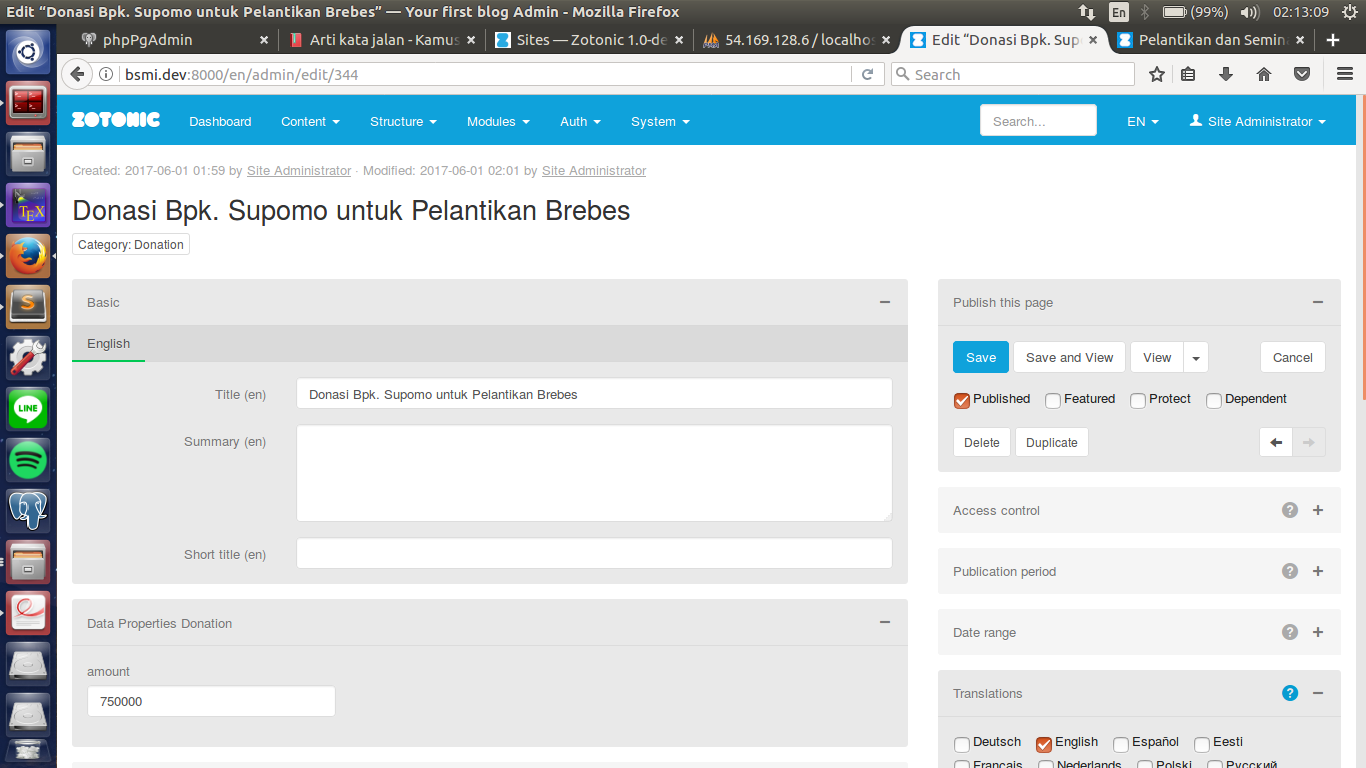 Edit “Donasi Bpk. Supomo untuk Pelantikan Brebes” — Your first blog Admin - Mozilla Firefox En (99%) 02:13:09
phpPgAdmin Arti kata jalan - Kamus Sites — Zotonic 1.0-de 54.169.128.6 / localhos Edit “Donasi Bpk. Sup Pelantikan dan Semina
bsmi.dev:8000/en/admin/edit/344 Search
ZOTONIC Dashboard Content Structure Modules Auth System Search... EN Site Administrator
Created: 2017-06-01 01:59 by Site Administrator · Modified: 2017-06-01 02:01 by Site Administrator
Donasi Bpk. Supomo untuk Pelantikan Brebes
Category: Donation
Basic
English
Title (en) Donasi Bpk. Supomo untuk Pelantikan Brebes
Summary (en)
Short title (en)
Data Properties Donation
amount
750000
Publish this page
Save Save and View View Cancel
Published Featured Protect Dependent
Delete Duplicate
Access control ?
Publication period ?
Date range ?
Translations ?
Deutsch English Español Eesti
Français Nederlands Polski Русский
TEX
S
LINE